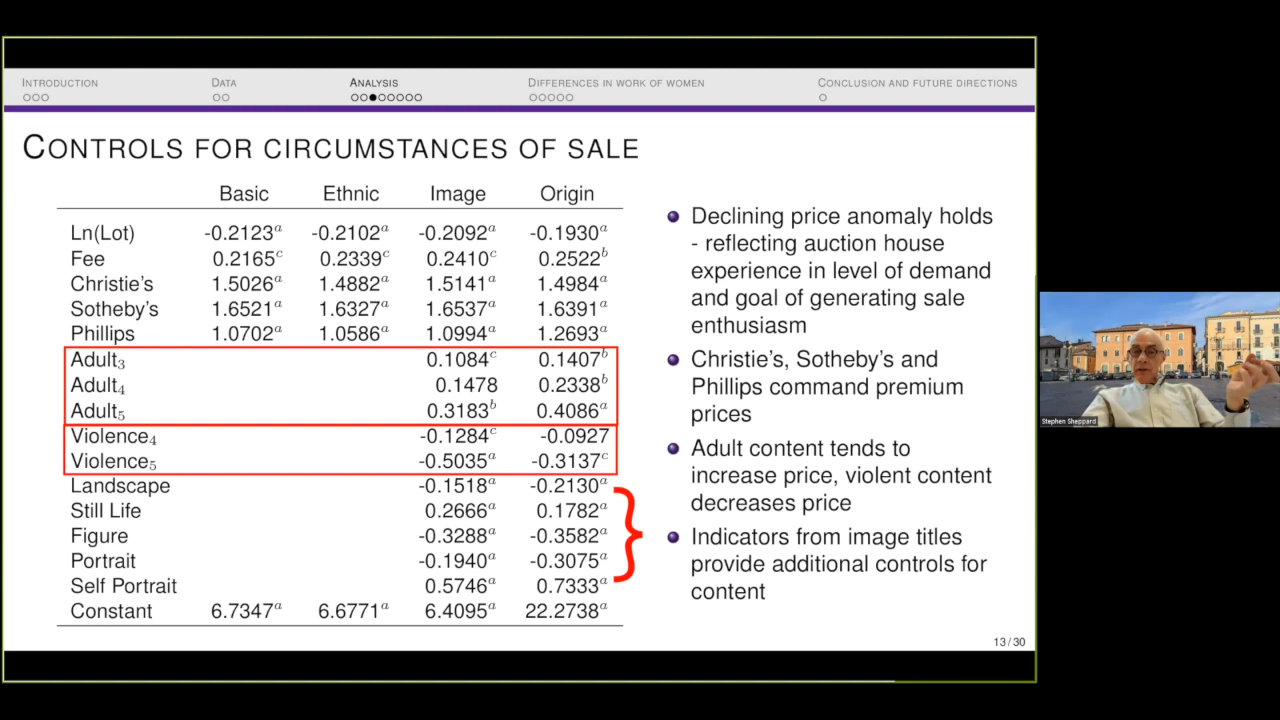 INTRODUCTION DATA ANALYSIS DIFFERENCES IN WORK OF WOMEN CONCLUSION AND FUTURE DIRECTIONS
CONTROLS FOR CIRCUMSTANCES OF SALE
Basic Ethnic Image Origin
Ln(Lot) -0.2123a -0.2102a -0.2092a -0.1930a
Fee 0.2165c 0.2339c 0.2410c 0.2522b
Christie's 1.5026a 1.4882a 1.5141a 1.4984a
Sotheby's 1.6521a 1.6327a 1.6537a 1.6391a
Phillips 1.0702a 1.0586a 1.0994a 1.2693a
Adult3 0.1084c 0.1407b
Adult4 0.1478 0.2338b
Adult5 0.3183b 0.4086a
Violence4 -0.1284c -0.0927
Violence5 -0.5035a -0.3137c
Landscape -0.1518a -0.2130a
Still Life 0.2666a 0.1782a
Figure -0.3288a -0.3582a
Portrait -0.1940a -0.3075a
Self Portrait 0.5746a 0.7333a
Constant 6.7347a 6.6771a 6.4095a 22.2738a
Declining price anomaly holds
- reflecting auction house
experience in level of demand
and goal of generating sale
enthusiasm
Christie's, Sotheby's and
Phillips command premium
prices
Adult content tends to
increase price, violent content
decreases price
Indicators from image titles
provide additional controls for
content
13/30
Stephen Sheppard